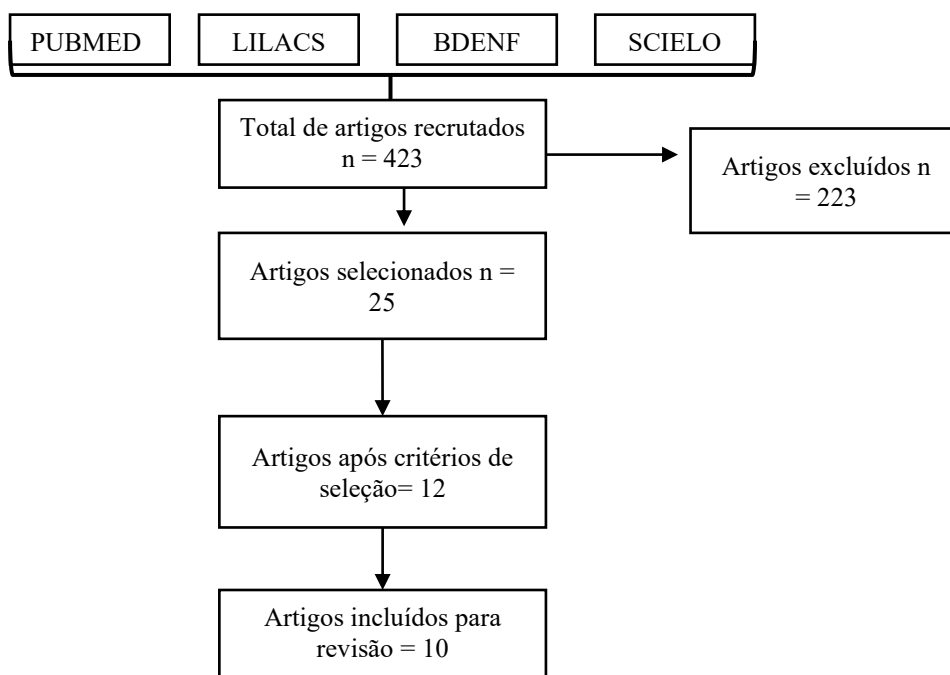 PUBMED
LILACS
BDENF
SCIELO
Total de artigos recrutados
n = 423
Artigos excluídos n
= 223
Artigos selecionados n =
25
Artigos após critérios de
seleção= 12
Artigos incluídos para
revisão = 10